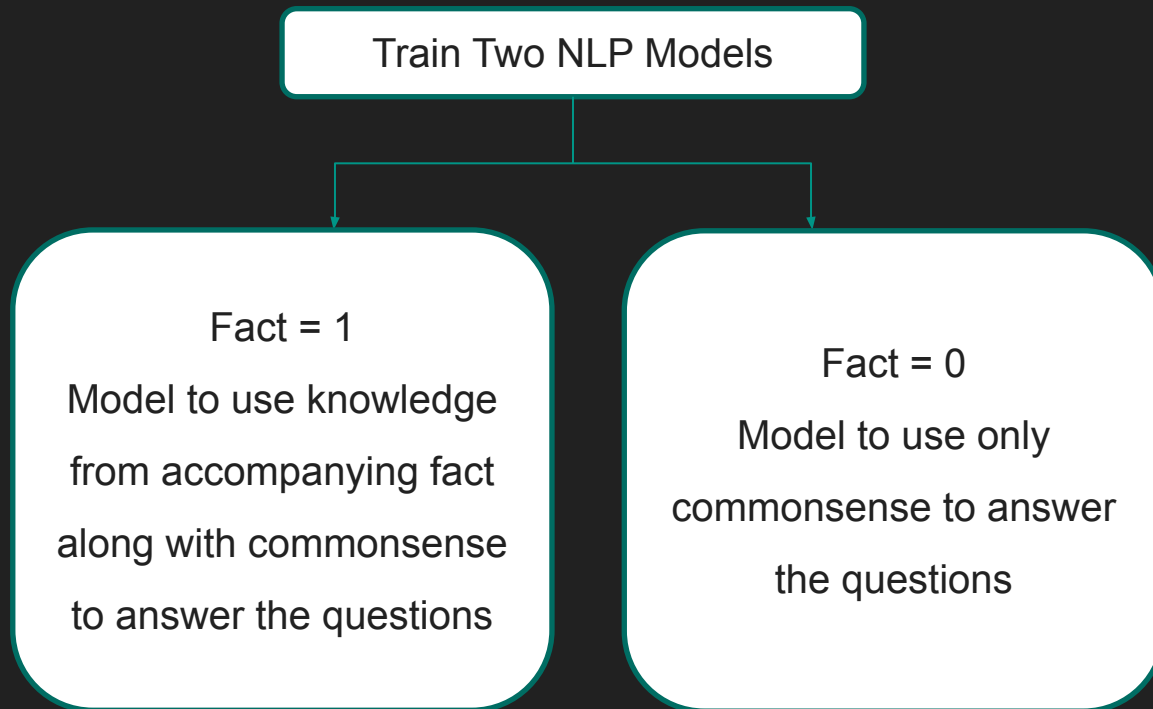 Train Two NLP Models
Fact = 1
Model to use knowledge
from accompanying fact
along with commonsense
to answer the questions
Fact = 0
Model to use only
commonsense to answer
the questions